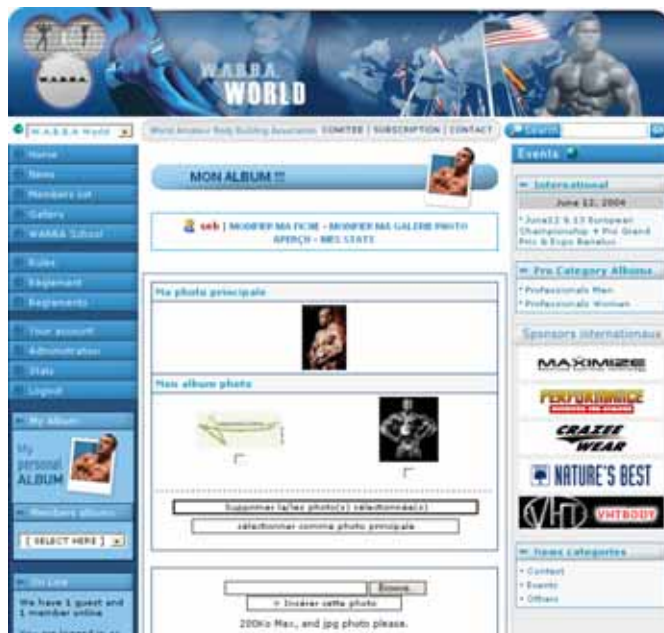 W.A.B.B.A.
W.A.B.B.A.
WORLD
W.A.B.B.A World
World Amateur Body Building Association COMITEE | SUBSCRIPTION | CONTACT
Search
Home
News
Members list
Gallery
WABBA School
Rules
Reglement
Reglements
Your account
Administration
Stats
Logout
My Album
My personal ALBUM
Members albums
[ SELECT HERE ]
On Line
We have 1 guest and
1 member online
MON ALBUM !!!
seb | MODIFIER MA FICHE - MODIFIER MA GALERIE PHOTO
APERÇU - MES STATS
Ma photo principale
Mon album photo
Supprimer la/les photo(s) sélectionnée(s)
sélectionner comme photo principale
Browse...
> Insérer cette photo
200Ko Max, and jpg photo please.
Events
International
June 12, 2004
June12 & 13 European
Championship + Pro Grand
Prix & Expo Benelux
Pro Category Albums
Professionals Men
Professionals Woman
Sponsors internationaux
MAXIMIZE
PERFORMANCE
CRAZEE
WEAR
NATURE'S BEST
VHT VHTBODY
Items categories
Contest
Events
Others